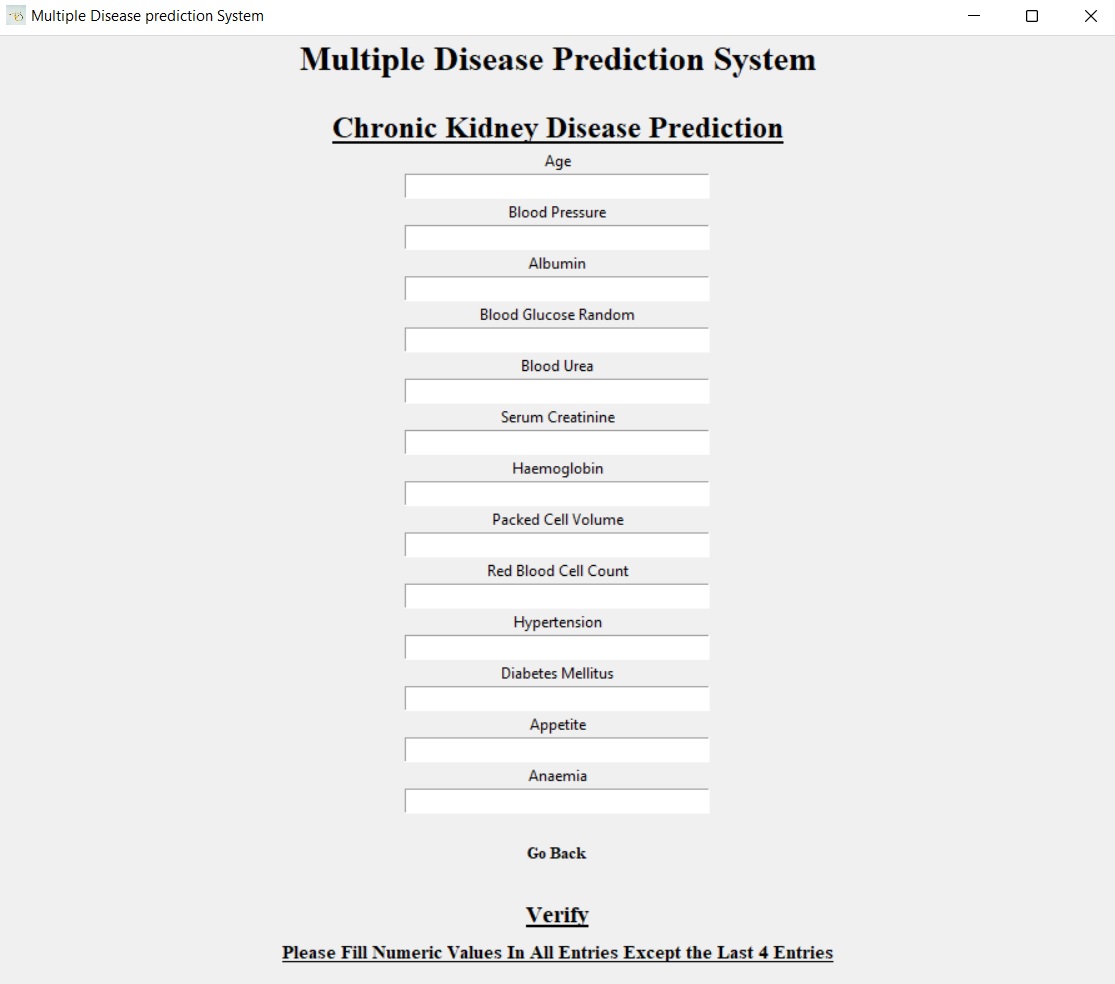 Multiple Disease prediction System
Multiple Disease Prediction System
Chronic Kidney Disease Prediction
Age
Blood Pressure
Albumin
Blood Glucose Random
Blood Urea
Serum Creatinine
Haemoglobin
Packed Cell Volume
Red Blood Cell Count
Hypertension
Diabetes Mellitus
Appetite
Anaemia
Go Back
Verify
Please Fill Numeric Values In All Entries Except the Last 4 Entries